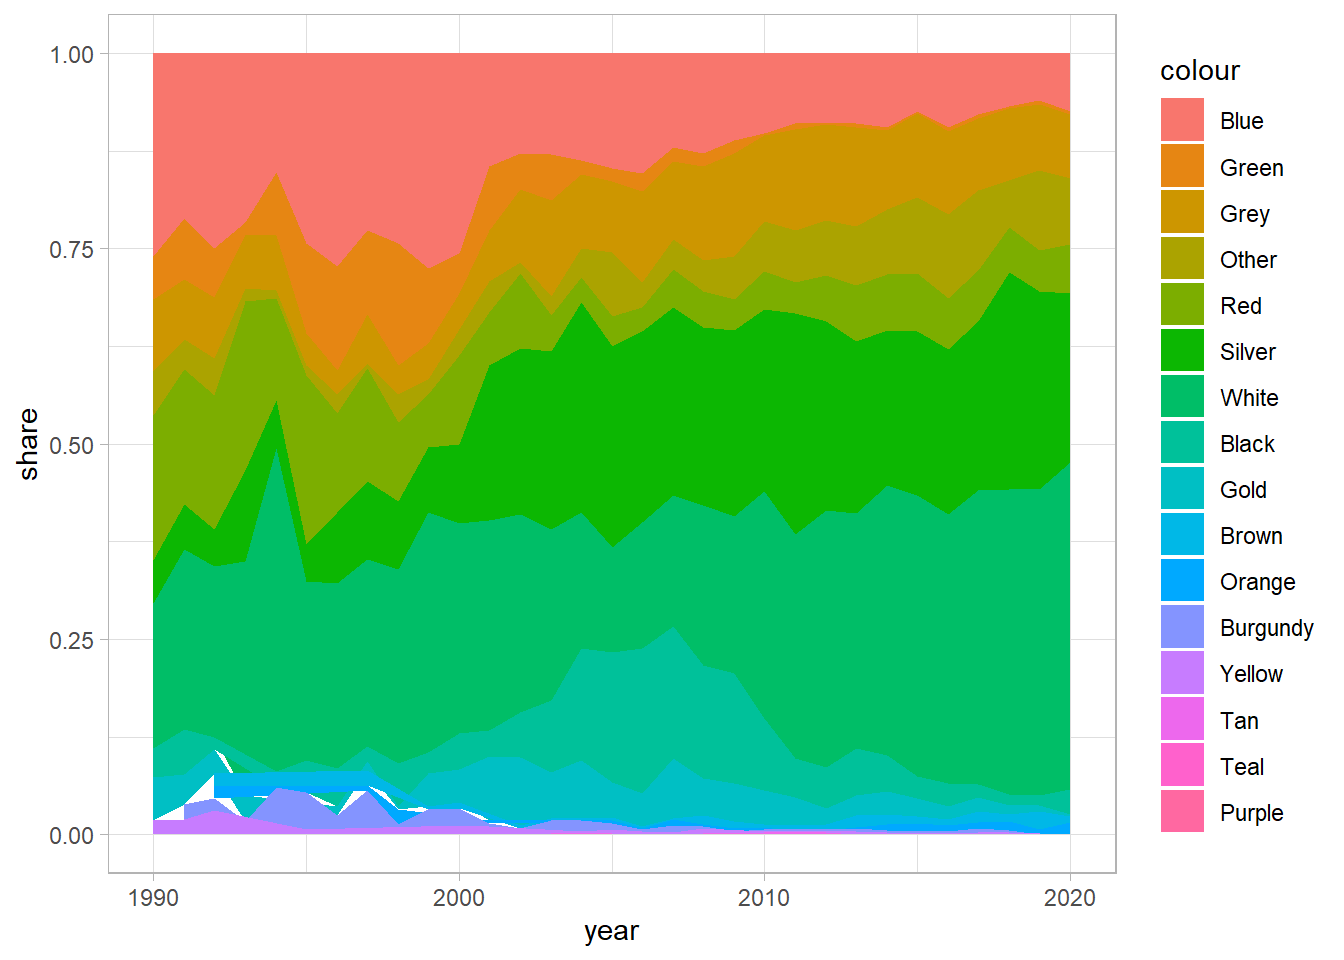 1.00
0.75
0.50
0.25
0.00
share
1990
2000
2010
2020
year
colour
Blue
Green
Grey
Other
Red
Silver
White
Black
Gold
Brown
Orange
Burgundy
Yellow
Tan
Teal
Purple